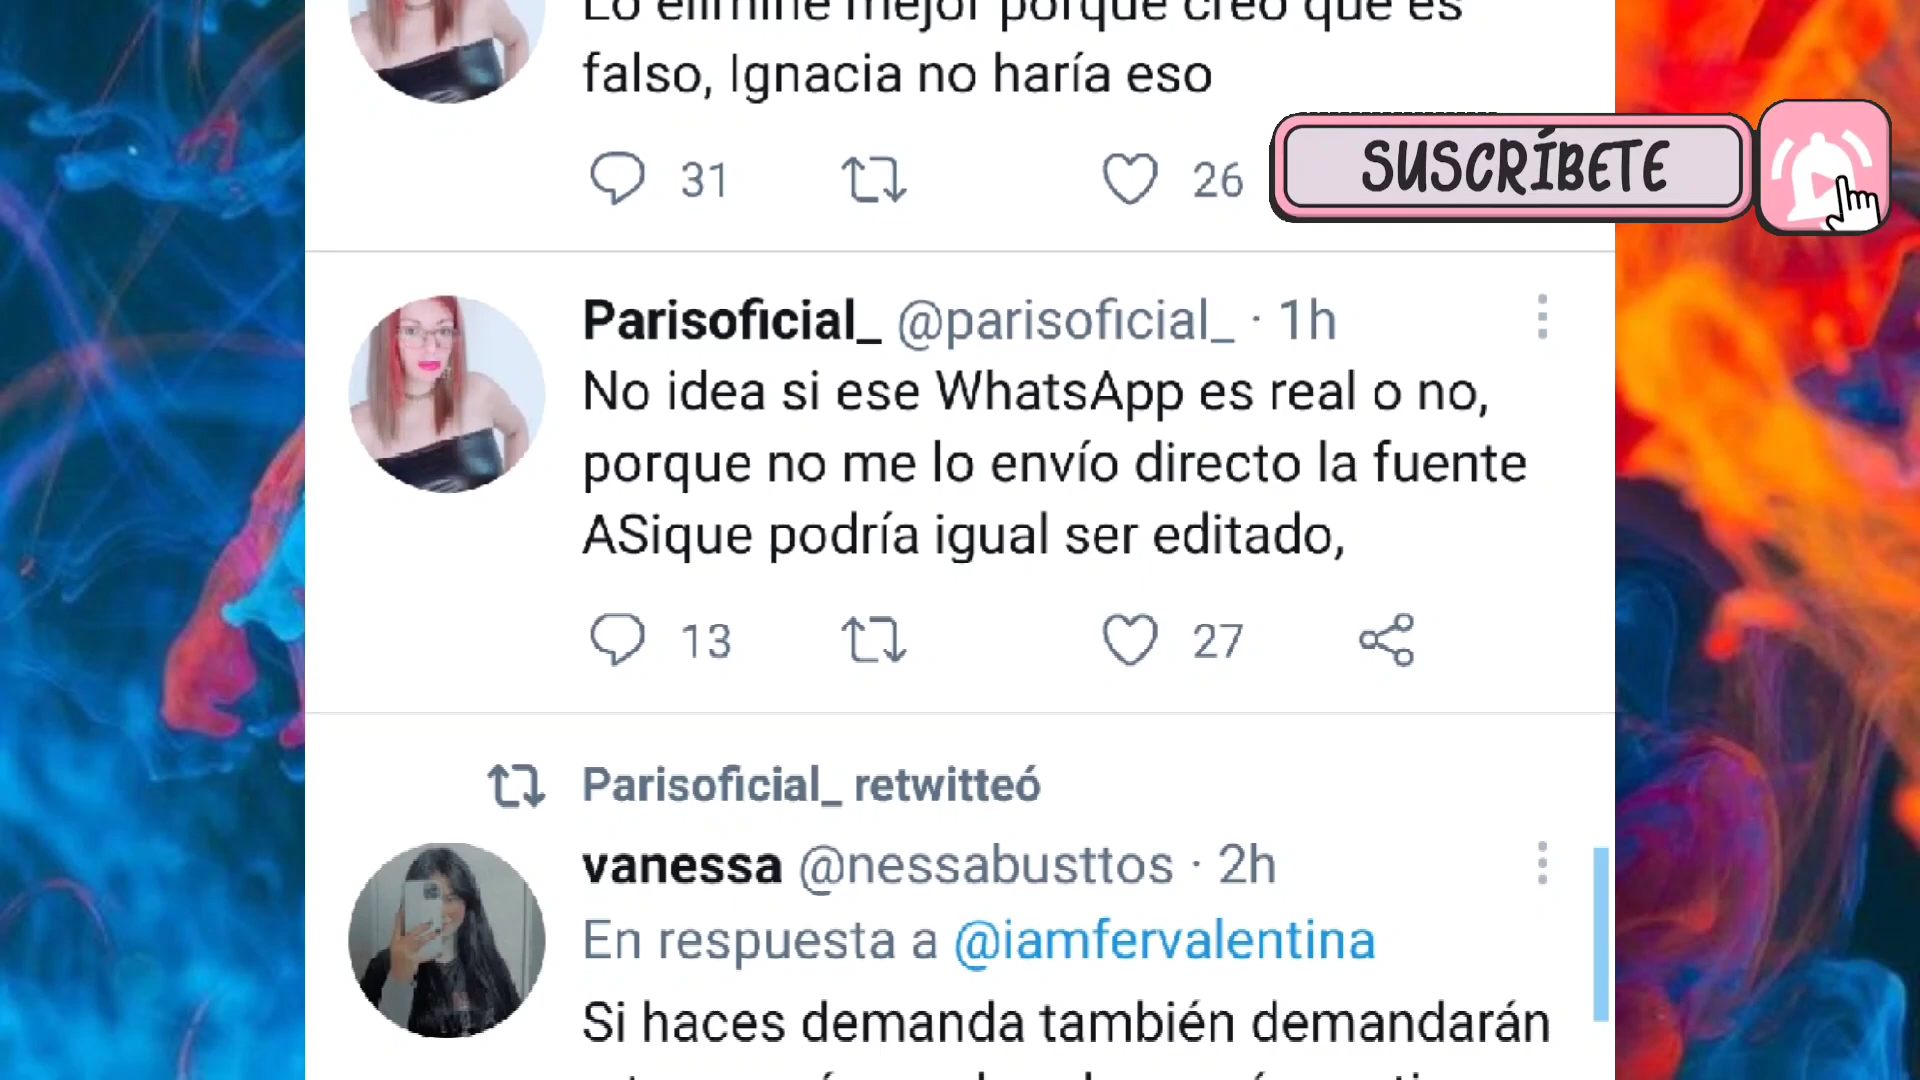 Lo eliminé mejor porque creo que es
falso, Ignacia no haría eso
31 26
SUSCRÍBETE
Parisoficial_ @parisoficial_ · 1h
No idea si ese WhatsApp es real o no,
porque no me lo envío directo la fuente
ASique podría igual ser editado,
13 27
Parisoficial_ retwitteó
vanessa @nessabusttos · 2h
En respuesta a @iamfervalentina
Si haces demanda también demandarán